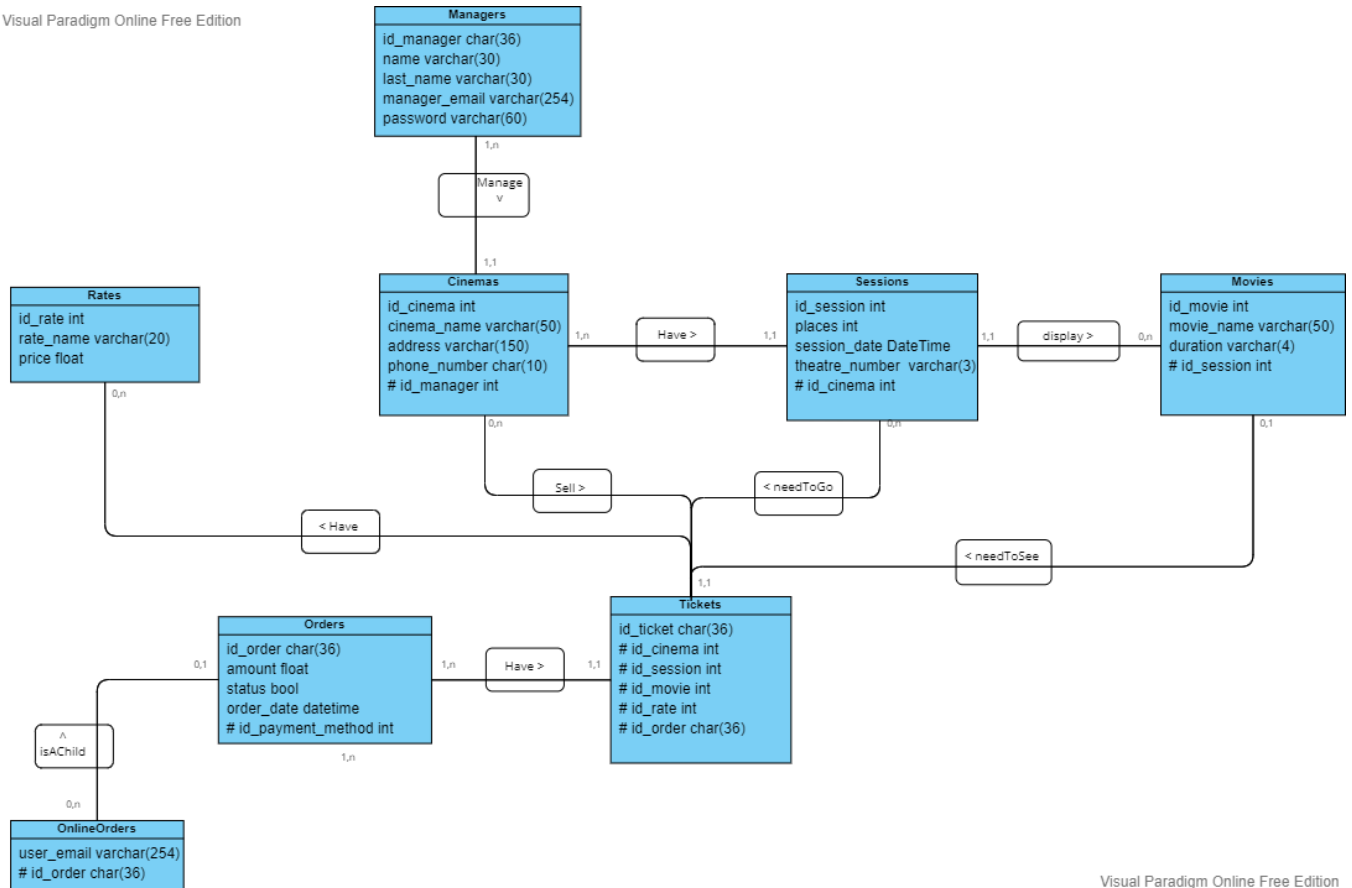 Visual Paradigm Online Free Edition
Managers
id_manager char(36)
name varchar(30)
last_name varchar(30)
manager_email varchar(254)
password varchar(60)
1,n
Manage
v
1,1
Cinemas
id_cinema int
cinema_name varchar(50)
address varchar(150)
phone_number char(10)
# id_manager int
1,n
Have >
1,1
Sessions
id_session int
places int
session_date DateTime
theatre_number varchar(3)
# id_cinema int
1,1
display >
0,n
Movies
id_movie int
movie_name varchar(50)
duration varchar(4)
# id_session int
Rates
id_rate int
rate_name varchar(20)
price float
0,n
0,n
0,n
0,1
Sell >
< needToGo
< Have
< needToSee
1,1
Tickets
id_ticket char(36)
# id_cinema int
# id_session int
# id_movie int
# id_rate int
# id_order char(36)
Orders
id_order char(36)
amount float
status bool
order_date datetime
# id_payment_method int
0,1
1,n
Have >
1,1
1,n
^
isAChild
0,n
OnlineOrders
user_email varchar(254)
# id_order char(36)
Visual Paradigm Online Free Edition